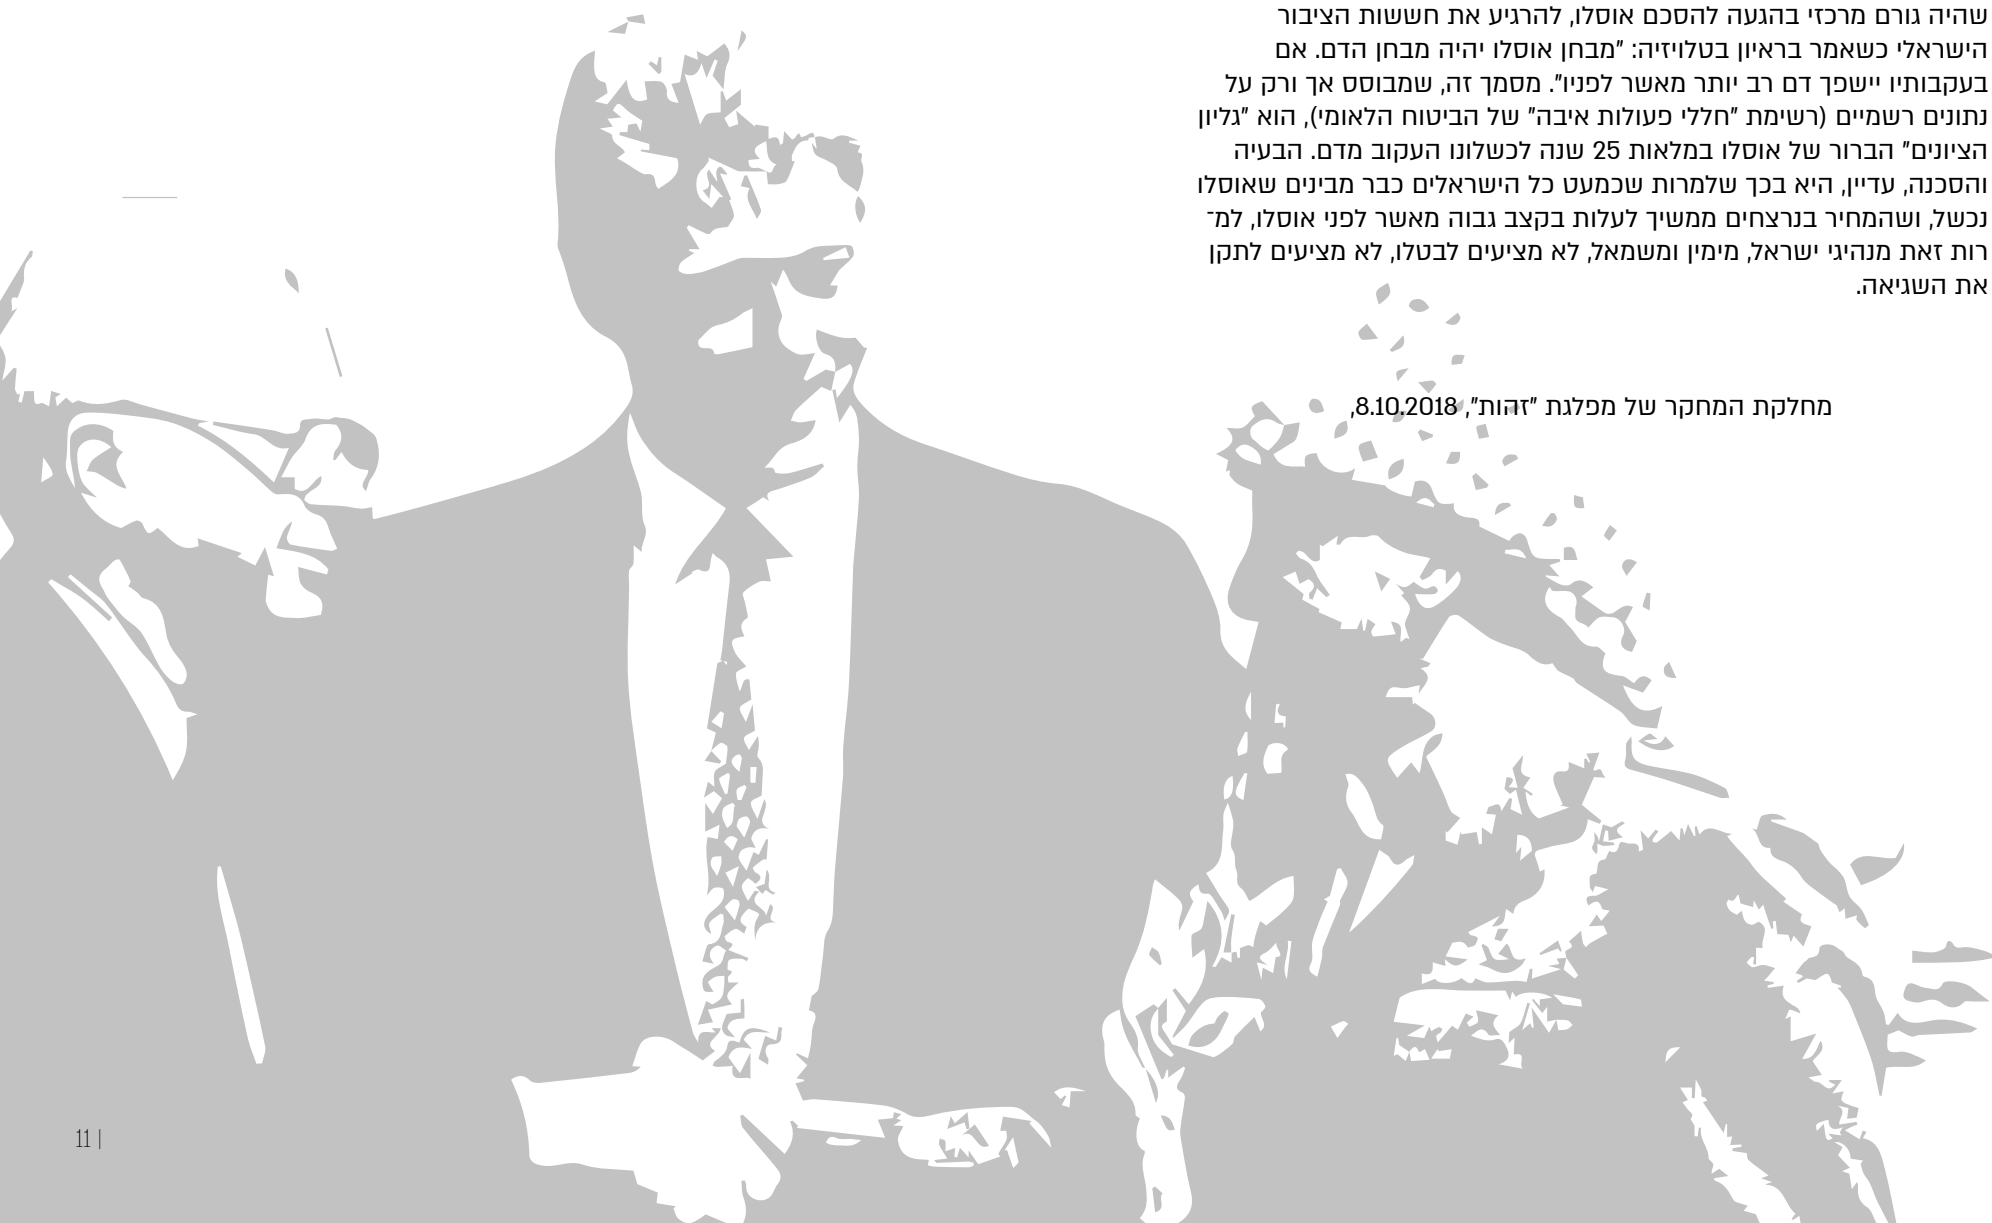 שהיה גורם מרכזי בהגעה להסכם אוסלו, להרגיע את חששות הציבור
הישראלי כשאמר בראיון בטלויזיה: "מבחן אוסלו יהיה מבחן הדם. אם
בעקבותיו יישפך דם רב יותר מאשר לפניו". מסמך זה, שמבוסס אך ורק על
נתונים רשמיים (רשימת "חללי פעולות איבה" של הביטוח הלאומי), הוא "גליון
הציונים" הברור של אוסלו במלאות 25 שנה לכשלונו העקוב מדם. הבעיה
והסכנה, עדיין, היא בכך שלמרות שכמעט כל הישראלים כבר מבינים שאוסלו
נכשל, ושהמחיר בנרצחים ממשיך לעלות בקצב גבוה מאשר לפני אוסלו, למ־
רות זאת מנהיגי ישראל, מימין ומשמאל, לא מציעים לבטלו, לא מציעים לתקן
את השגיאה.
מחלקת המחקר של מפלגת "זהות", 8.10.2018,
11 |